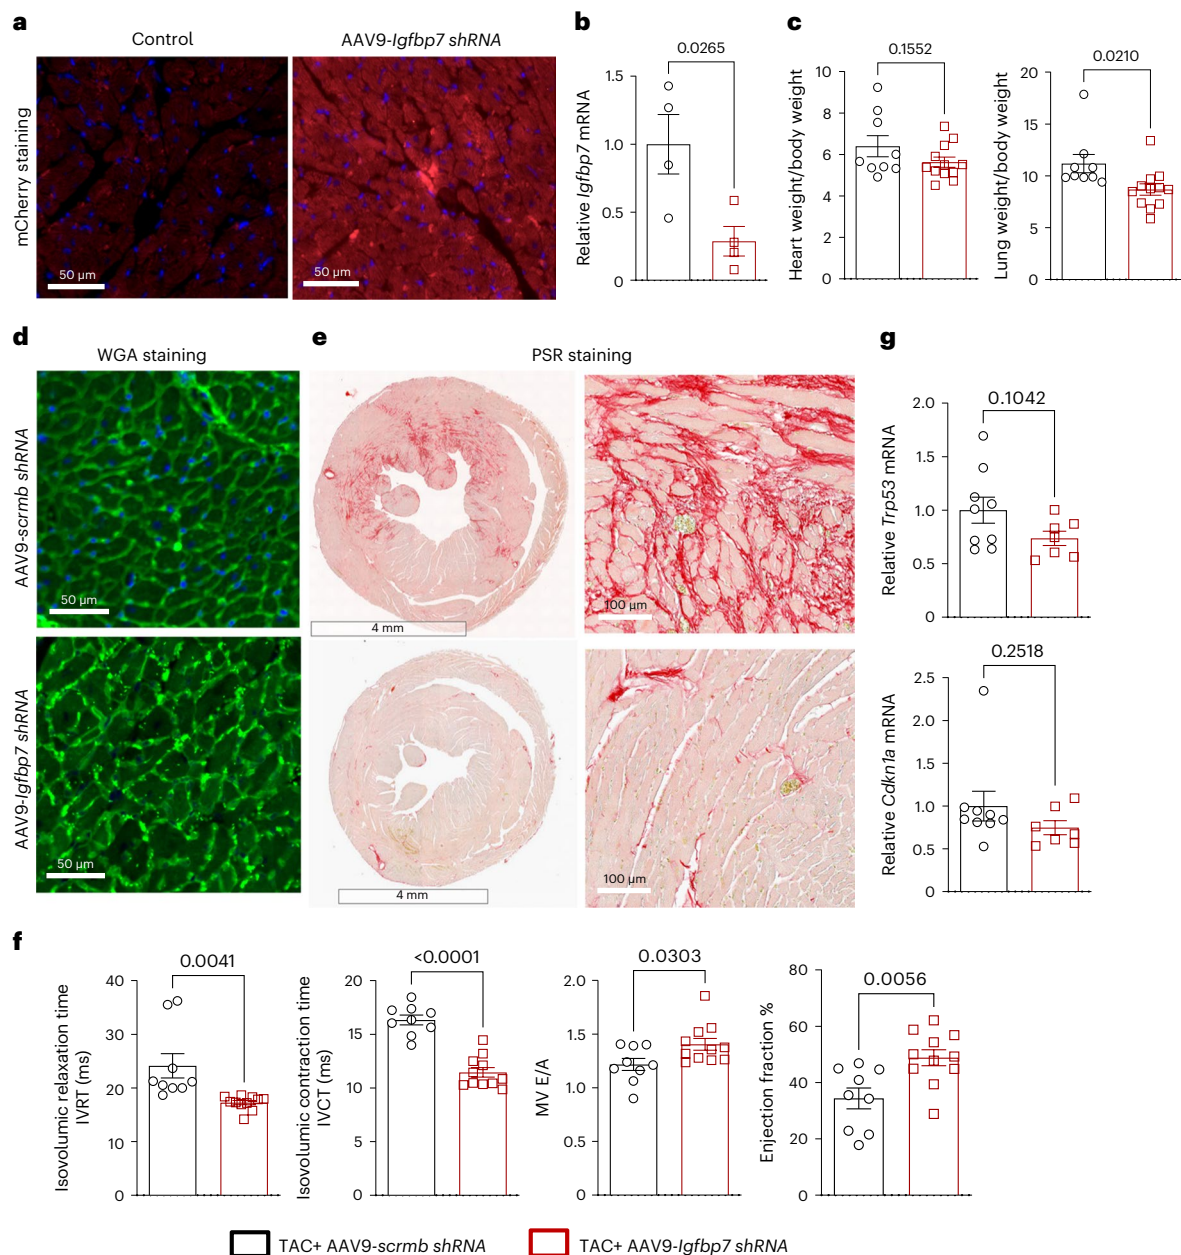 a
Control
AAV9-Igfbp7 shRNA
mCherry staining
50 µm
50 µm
b
0.0265
Relative Igfbp7 mRNA
1.5
1.0
0.5
0
c
0.1552
Heart weight/body weight
10
8
6
4
2
0
0.0210
Lung weight/body weight
20
15
10
5
0
d
WGA staining
AAV9-scrmb shRNA
50 µm
AAV9-Igfbp7 shRNA
50 µm
e
PSR staining
4 mm
100 µm
4 mm
100 µm
g
0.1042
Relative Trp53 mRNA
2.0
1.5
1.0
0.5
0
0.2518
Relative Cdkn1a mRNA
2.5
2.0
1.5
1.0
0.5
0
f
0.0041
Isovolumic relaxation time
IVRT (ms)
40
30
20
10
0
<0.0001
Isovolumic contraction time
IVCT (ms)
20
15
10
5
0
0.0303
MV E/A
2.0
1.5
1.0
0.5
0
0.0056
Enjection fraction %
80
60
40
20
0
TAC+ AAV9-scrmb shRNA
TAC+ AAV9-Igfbp7 shRNA